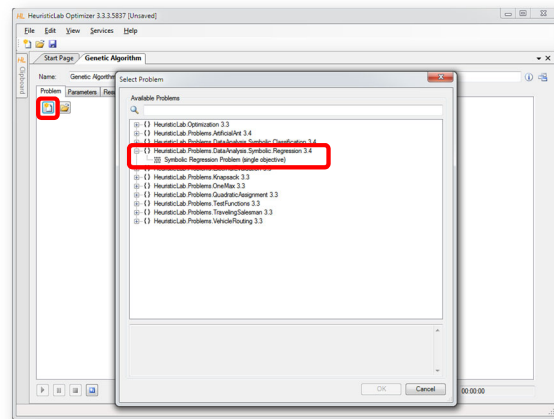 HeuristicLab Optimizer 3.3.5.5837 [Unsaved]
File Edit View Services Help
Start Page Genetic Algorithm
Clipboard
Name: Genetic Algorithm
Problem Parameters Res
Select Problem
Available Problems
HeuristicLab.Optimization 3.3
HeuristicLab.Problems.ArtificialAnt 3.4
HeuristicLab.Problems.DataAnalysis.Symbolic.Classification 3.4
HeuristicLab.Problems.DataAnalysis.Symbolic.Regression 3.4
Symbolic Regression Problem (single objective)
HeuristicLab.Problems.Knapsack 3.3
HeuristicLab.Problems.OneMax 3.3
HeuristicLab.Problems.QuadraticAssignment 3.3
HeuristicLab.Problems.TestFunctions 3.3
HeuristicLab.Problems.TravelingSalesman 3.3
HeuristicLab.Problems.VehicleRouting 3.3
OK Cancel
00:00:00